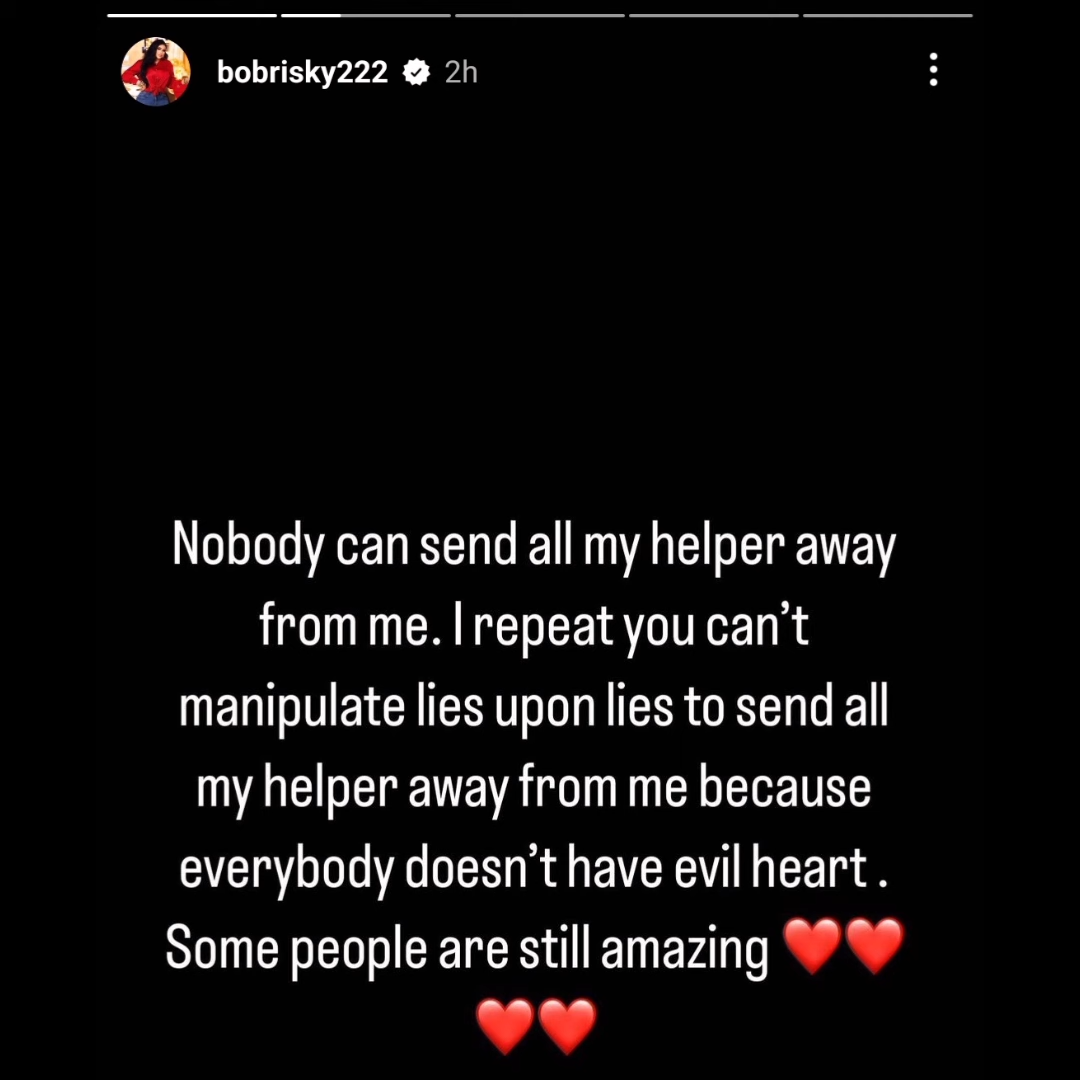 bobrisky222 2h
Nobody can send all my helper away
from me. I repeat you can’t
manipulate lies upon lies to send all
my helper away from me because
everybody doesn’t have evil heart .
Some people are still amazing ❤️❤️
❤️❤️